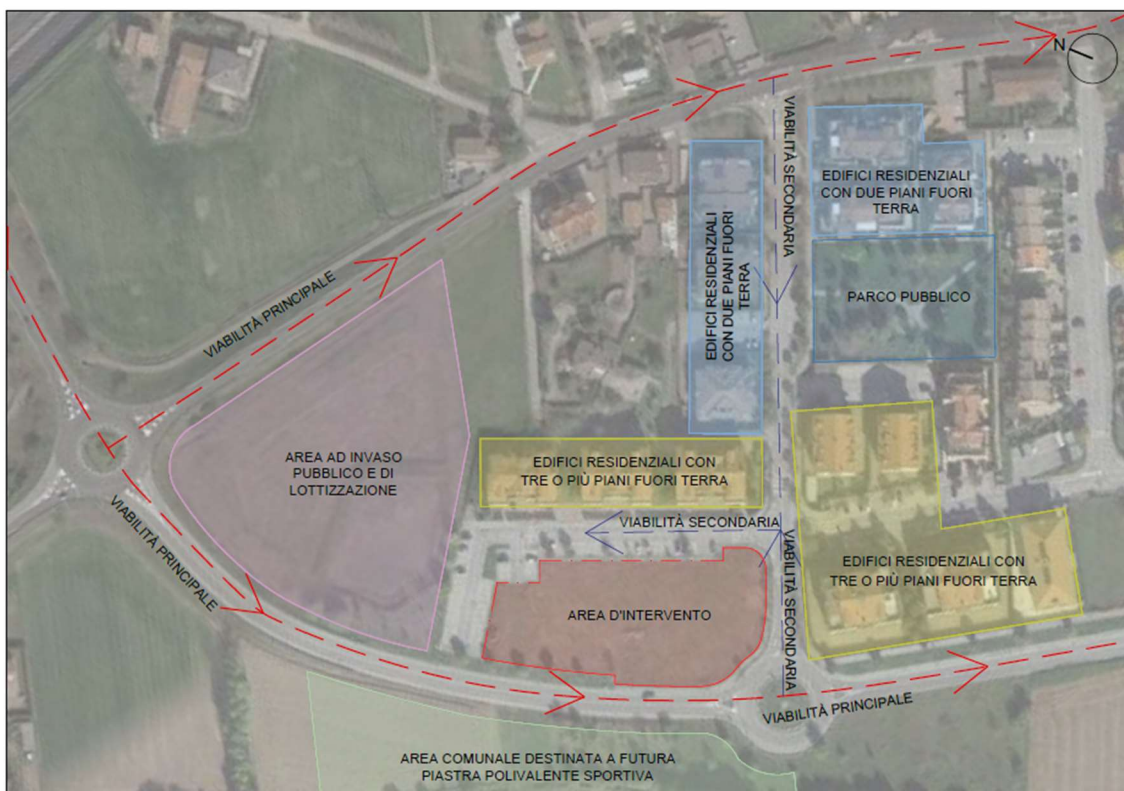 N
VIABILITÀ SECONDARIA
EDIFICI RESIDENZIALI
CON DUE PIANI FUORI
TERRA
EDIFICI RESIDENZIALI
CON DUE PIANI FUORI
TERRA
PARCO PUBBLICO
VIABILITÀ PRINCIPALE
AREA AD INVASO
PUBBLICO E DI
LOTTIZZAZIONE
EDIFICI RESIDENZIALI CON
TRE O PIÙ PIANI FUORI TERRA
VIABILITÀ SECONDARIA
VIABILITÀ PRINCIPALE
AREA D'INTERVENTO
VIABILITÀ SECONDARIA
EDIFICI RESIDENZIALI CON
TRE O PIÙ PIANI FUORI TERRA
VIABILITÀ PRINCIPALE
AREA COMUNALE DESTINATA A FUTURA
PIASTRA POLIVALENTE SPORTIVA